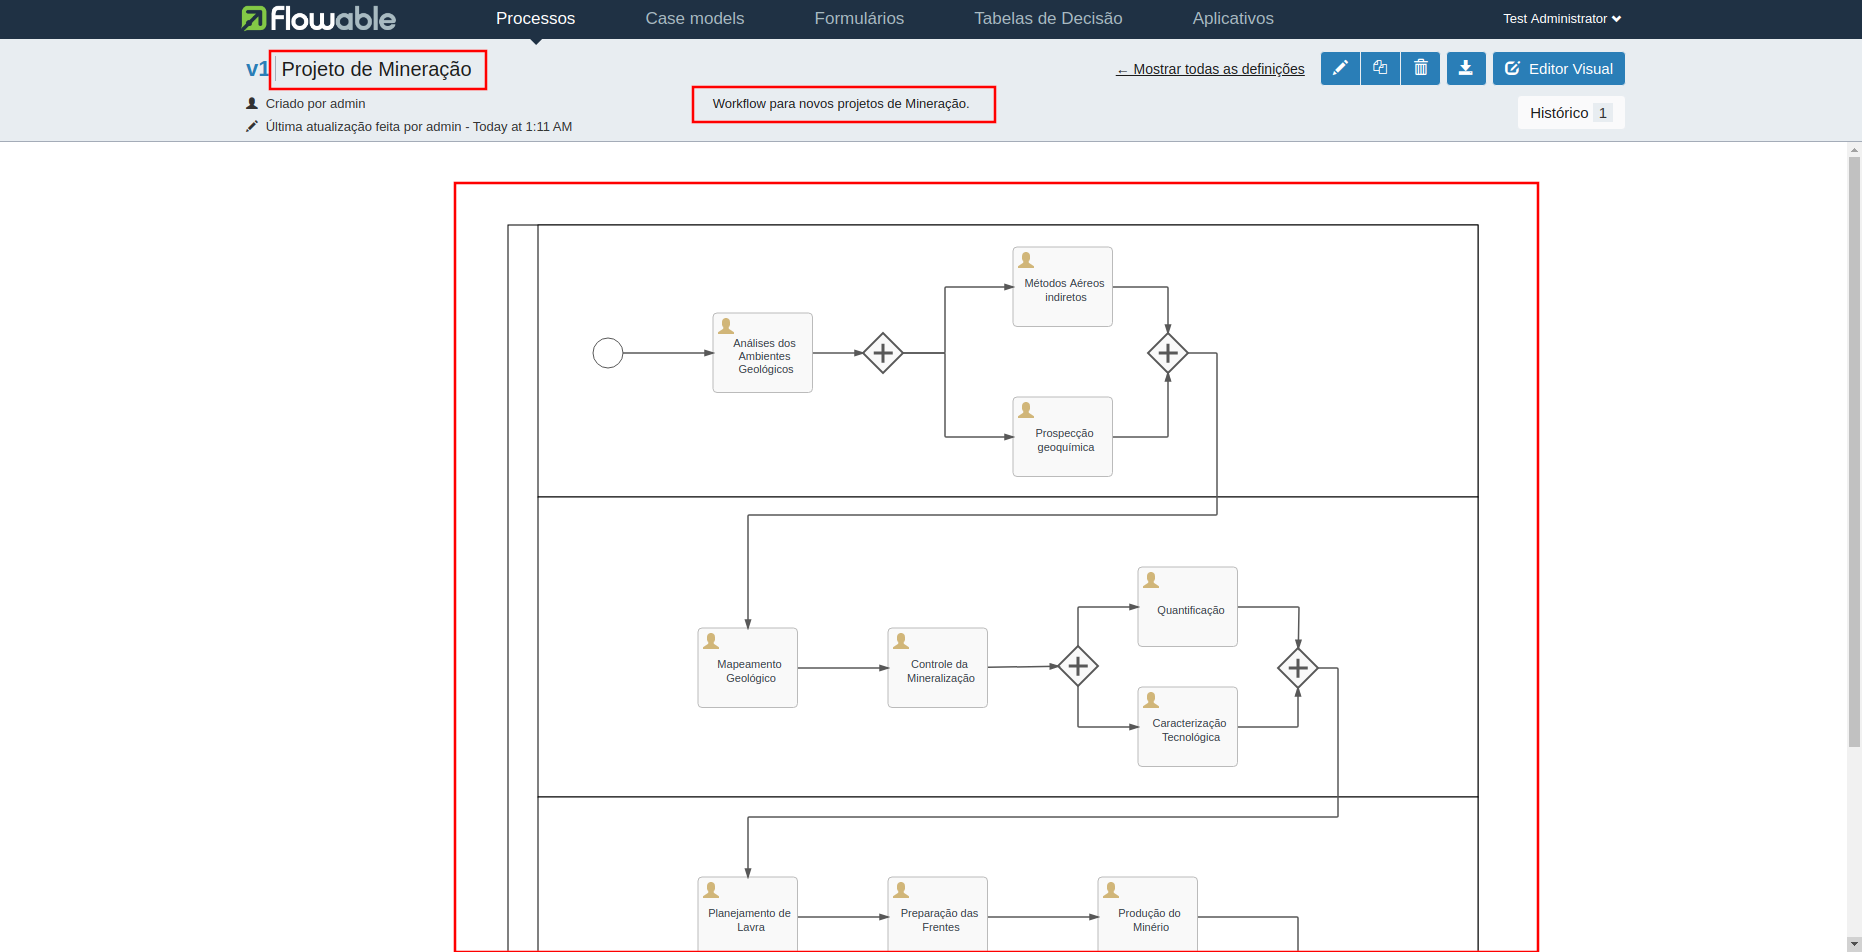 flowable
Processos
Case models
Formulários
Tabelas de Decisão
Aplicativos
Test Administrator
v1
Projeto de Mineração
← Mostrar todas as definições
Editor Visual
Criado por admin
Workflow para novos projetos de Mineração.
Histórico 1
Última atualização feita por admin - Today at 1:11 AM
Métodos Aéreos
indiretos
Análises dos
Ambientes
Geológicos
Prospecção
geoquímica
Quantificação
Mapeamento
Geológico
Controle da
Mineralização
Caracterização
Tecnológica
Planejamento de
Lavra
Preparação das
Frentes
Produção do
Minério